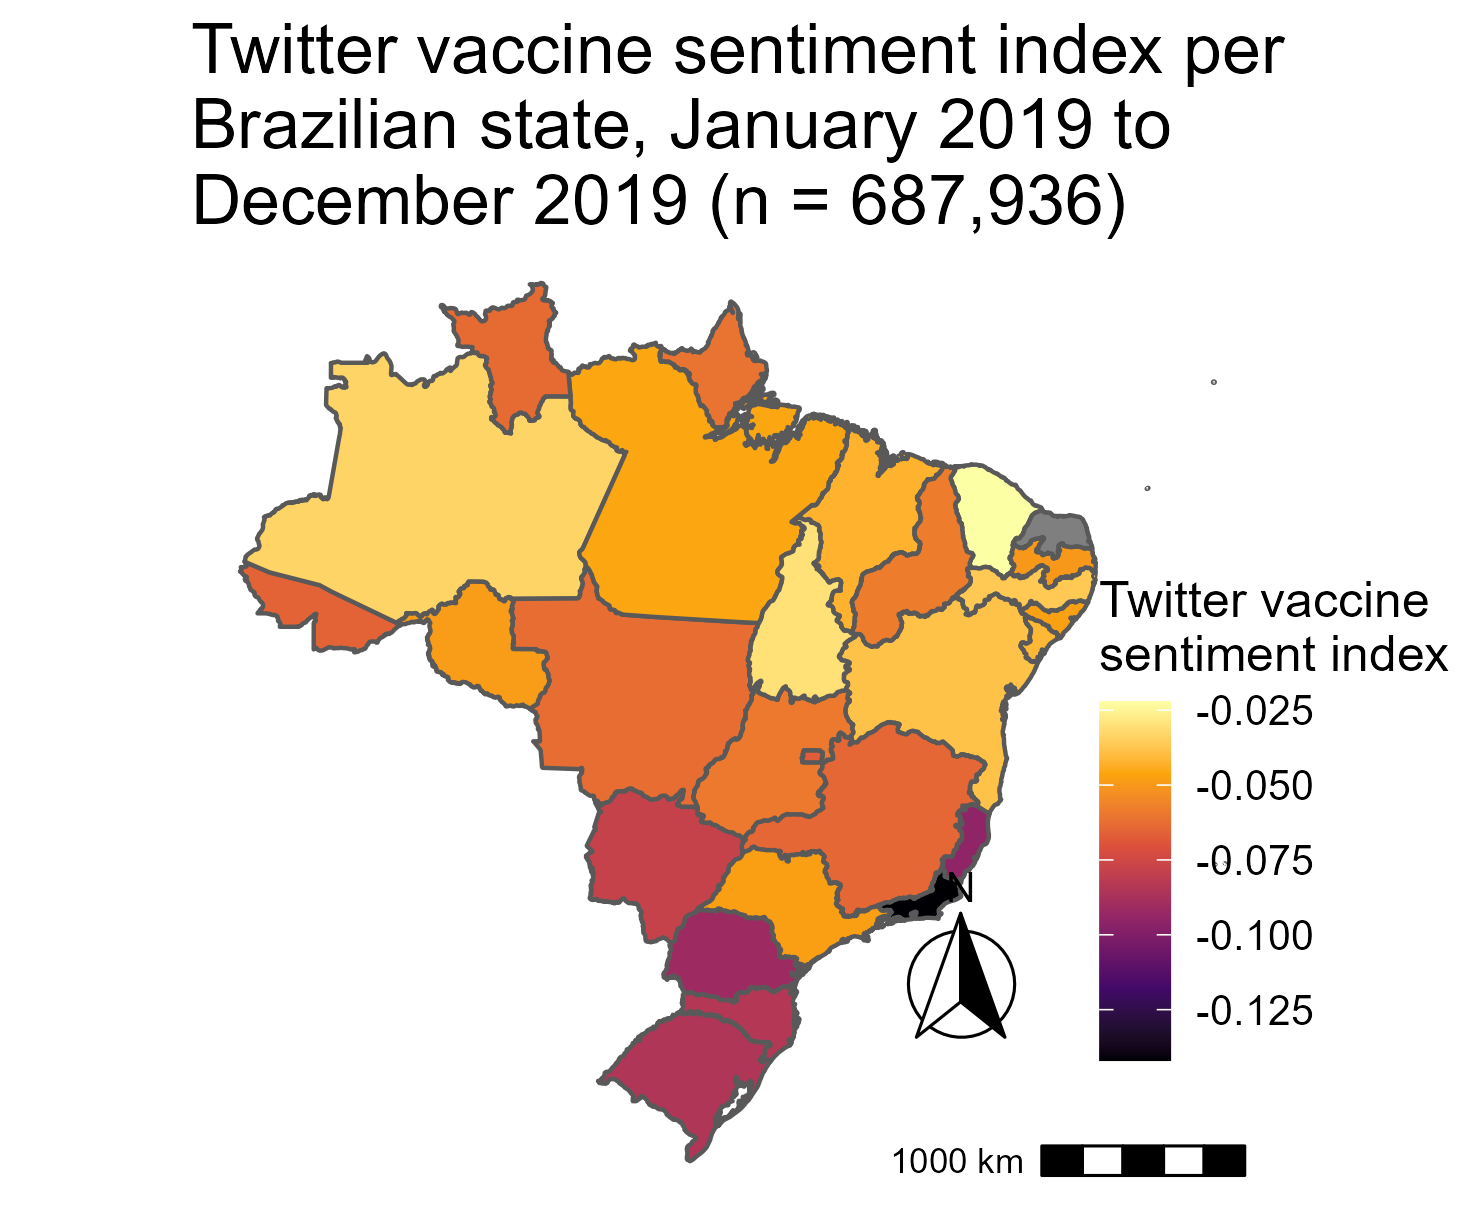 Twitter vaccine sentiment index per
Brazilian state, January 2019 to
December 2019 (n = 687,936)
Twitter vaccine
sentiment index
-0.025
-0.050
-0.075
-0.100
-0.125
N
1000 km